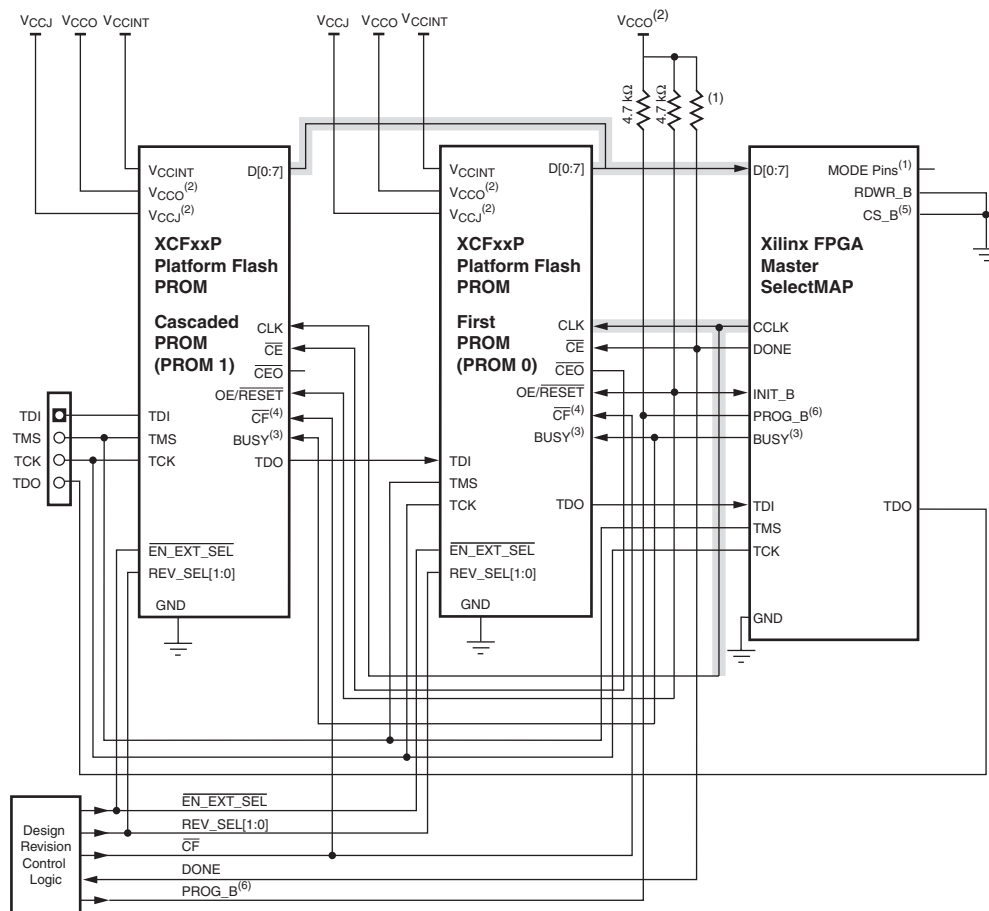 VCCJ VCCO VCCINT
VCCJ VCCO VCCINT
VCCO(2)
4.7 kΩ
4.7 kΩ
(1)
VCCINT
VCCO(2)
VCCJ(2)
D[0:7]
XCFxxP
Platform Flash
PROM
Cascaded
PROM
(PROM 1)
CLK
CE
CEO
OE/RESET
CF(4)
BUSY(3)
TDO
TDI
TMS
TCK
EN_EXT_SEL
REV_SEL[1:0]
GND
TDI
TMS
TCK
TDO
VCCINT
VCCO(2)
VCCJ(2)
D[0:7]
XCFxxP
Platform Flash
PROM
First
PROM
(PROM 0)
CLK
CE
CEO
OE/RESET
CF(4)
BUSY(3)
TDI
TMS
TCK
TDO
EN_EXT_SEL
REV_SEL[1:0]
GND
D[0:7]
MODE Pins(1)
RDWR_B
CS_B(5)
Xilinx FPGA
Master
SelectMAP
CCLK
DONE
INIT_B
PROG_B(6)
BUSY(3)
TDI
TDO
TMS
TCK
GND
Design
Revision
Control
Logic
EN_EXT_SEL
REV_SEL[1:0]
CF
DONE
PROG_B(6)